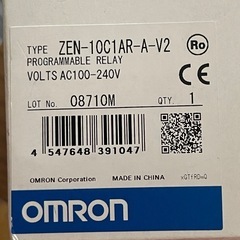 TYPE ZEN-10C1AR-A-V2
PROGRAMMABLE RELAY
VOLTS AC100-240V
Ro
LOT No. 08710M QTY. 1
4 547648 391047
OMRON Corporation MADE IN CHINA
OMRON